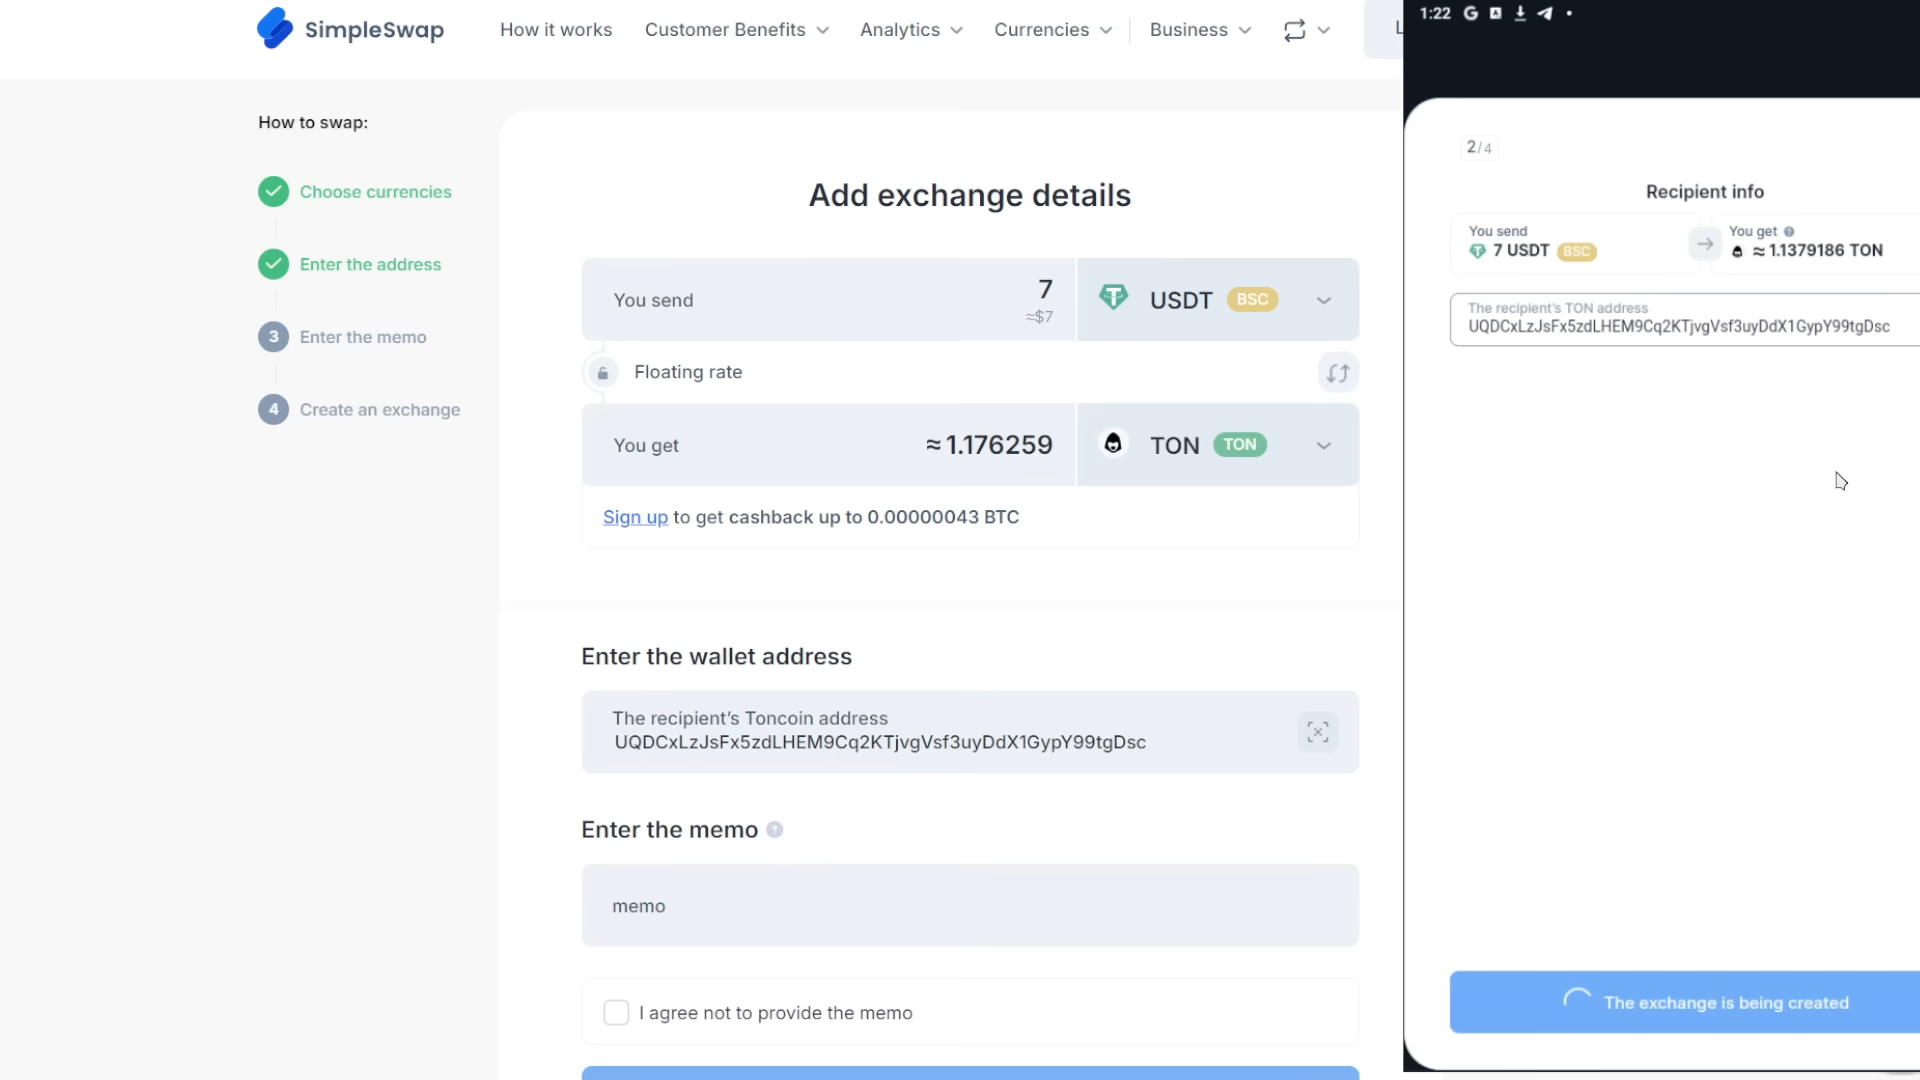 SimpleSwap
How it works
Customer Benefits
Analytics
Currencies
Business
How to swap:
Choose currencies
Enter the address
3 Enter the memo
4 Create an exchange
Add exchange details
You send
7
≈$7
USDT BSC
Floating rate
You get
≈ 1.176259
TON TON
Sign up to get cashback up to 0.00000043 BTC
Enter the wallet address
The recipient's Toncoin address
UQDCxLzJsFx5zdLHEM9Cq2KTjvgVsf3uyDdX1GypY99tgDsc
Enter the memo ?
memo
I agree not to provide the memo
1:22
2/4
Recipient info
You send
7 USDT BSC
You get
≈ 1.1379186 TON
The recipient's TON address
UQDCxLzJsFx5zdLHEM9Cq2KTjvgVsf3uyDdX1GypY99tgDsc
The exchange is being created